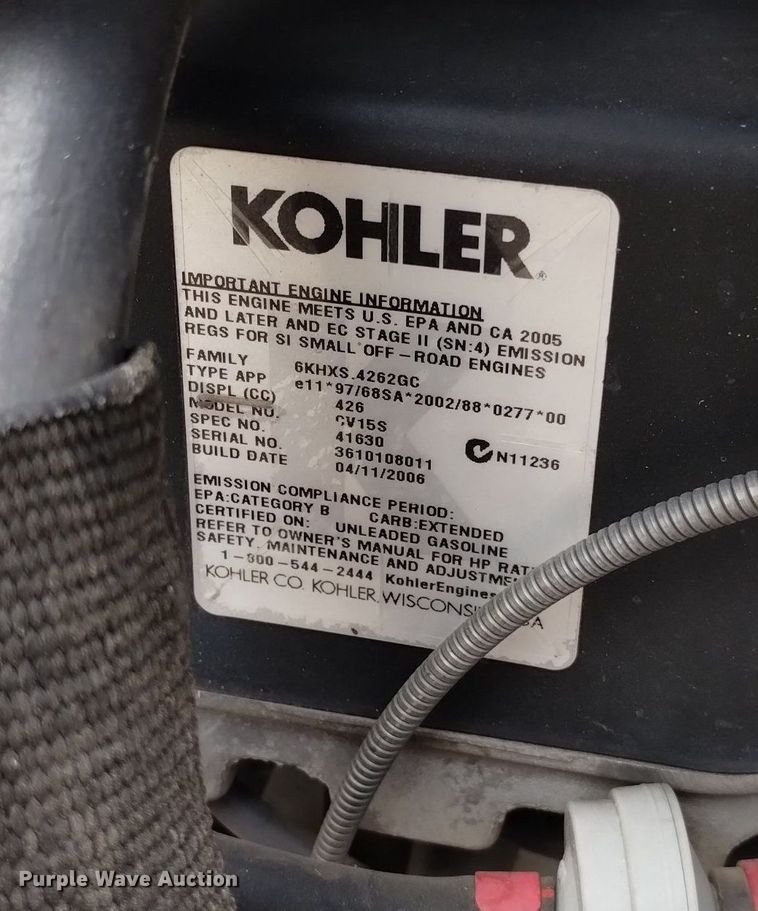 KOHLER®
IMPORTANT ENGINE INFORMATION
THIS ENGINE MEETS U.S. EPA AND CA 2005
AND LATER AND EC STAGE II (SN:4) EMISSION
REGS FOR SI SMALL OFF-ROAD ENGINES
FAMILY 6KHXS.4262GC
TYPE APP e11*97/68SA*2002/88*0277*00
DISPL (CC) 426
MODEL NO. CV15S
SPEC NO. 41630 N11236
SERIAL NO. 3610108011
BUILD DATE 04/11/2006
EMISSION COMPLIANCE PERIOD:
EPA:CATEGORY B CARB:EXTENDED
CERTIFIED ON: UNLEADED GASOLINE
REFER TO OWNER'S MANUAL FOR HP
SAFETY, MAINTENANCE AND
1-800-544-2444 KohlerEngines
KOHLER CO. KOHLER, WISCONSIN
Purple Wave Auction